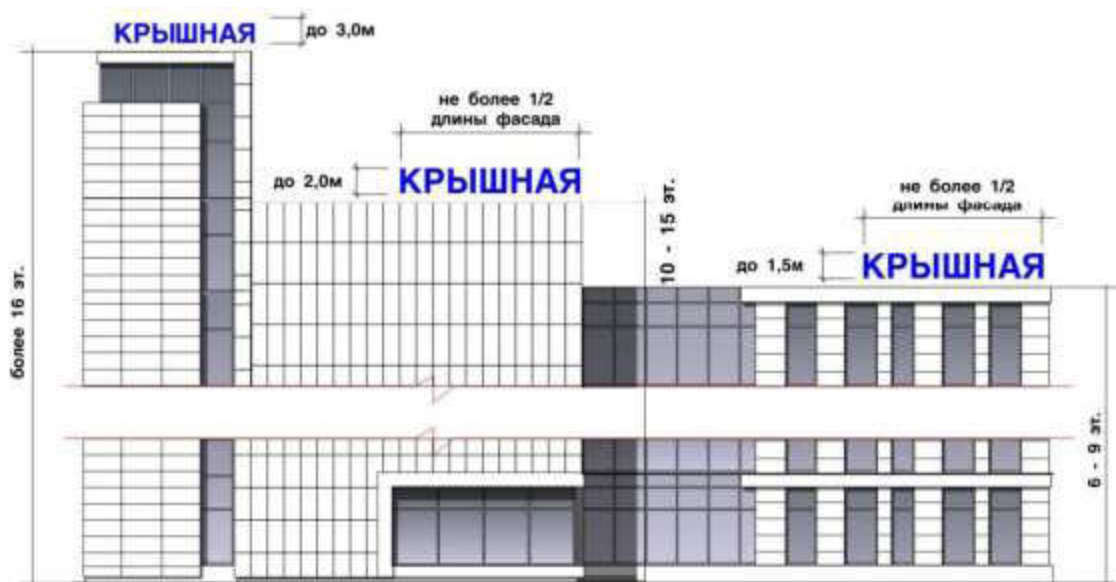 КРЫШНАЯ
до 3,0м
не более 1/2
длины фасада
до 2,0м
КРЫШНАЯ
не более 1/2
длины фасада
до 1,5м
КРЫШНАЯ
более 16 эт.
10 - 15 эт.
6 - 9 эт.